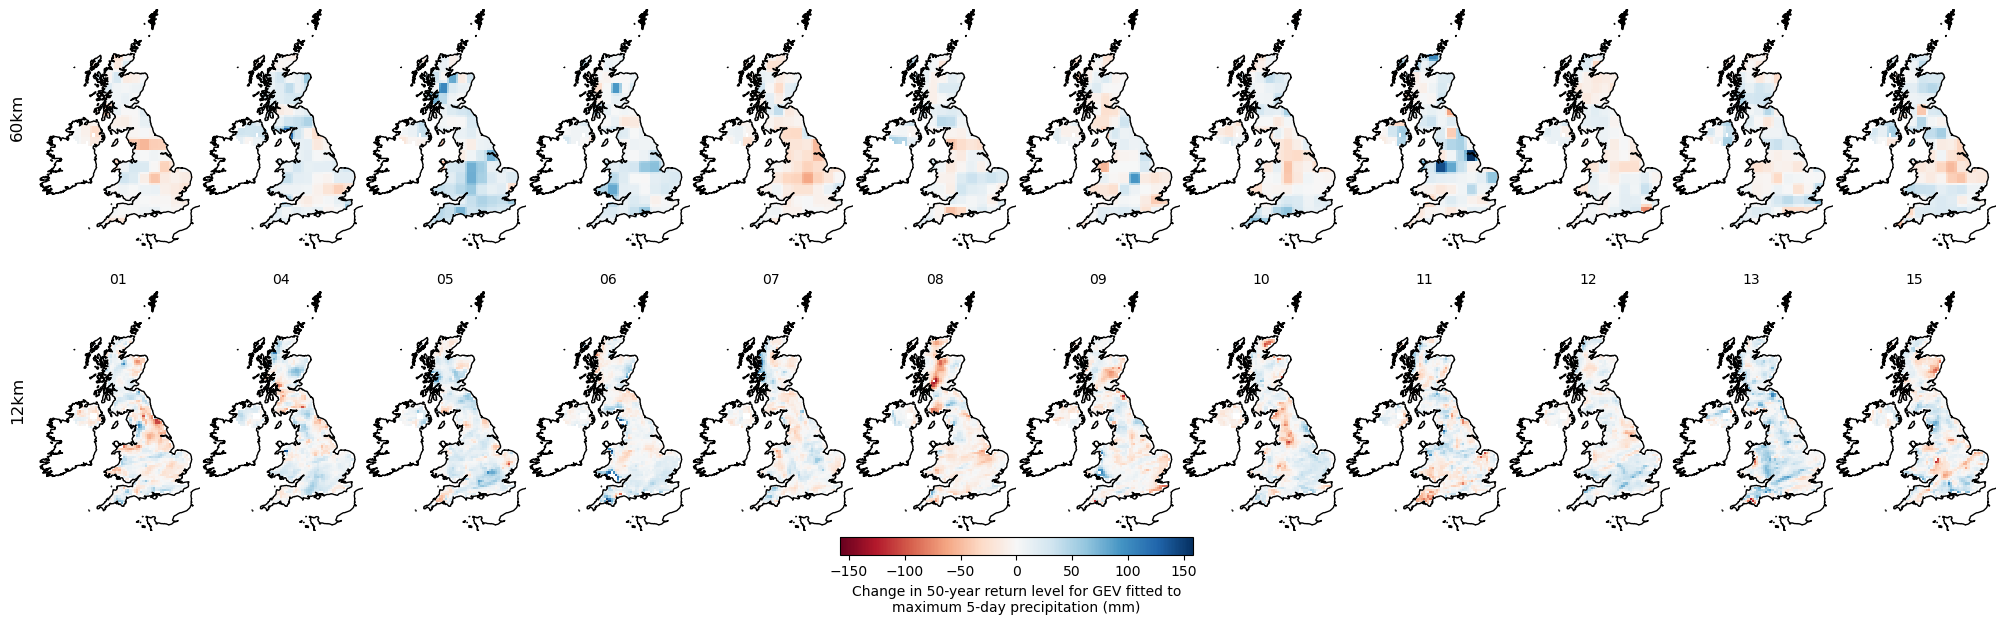 60km
01 04 05 06 07 08 09 10 11 12 13 15
12km
−150 −100 −50 0 50 100 150
Change in 50-year return level for GEV fitted to
maximum 5-day precipitation (mm)